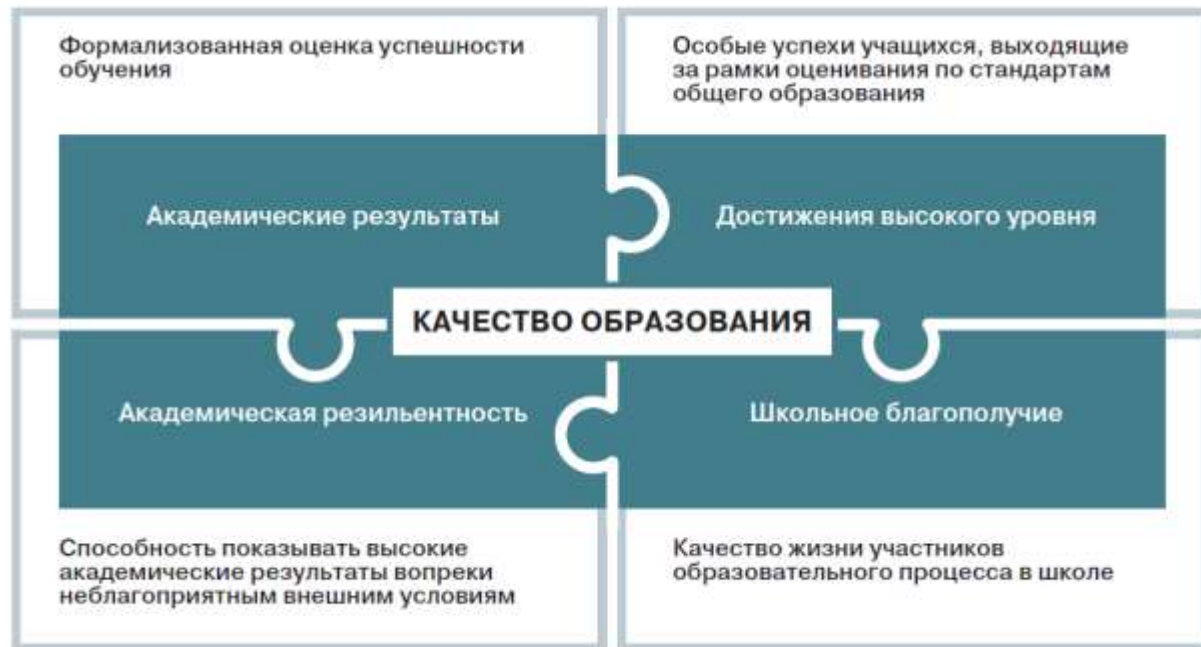 Формализованная оценка успешности
обучения
Особые успехи учащихся, выходящие
за рамки оценивания по стандартам
общего образования
Академические результаты
Достижения высокого уровня
КАЧЕСТВО ОБРАЗОВАНИЯ
Академическая резильентность
Школьное благополучие
Способность показывать высокие
академические результаты вопреки
неблагоприятным внешним условиям
Качество жизни участников
образовательного процесса в школе